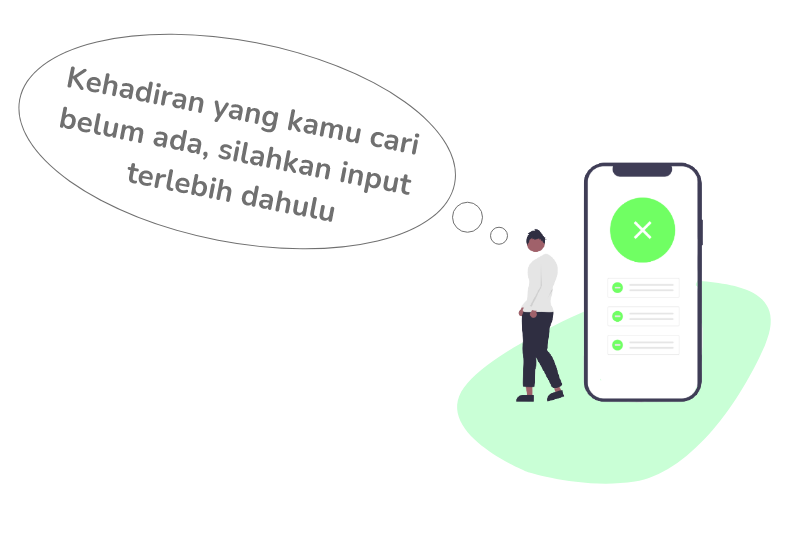 Kehadiran yang kamu cari
belum ada, silahkan input
terlebih dahulu